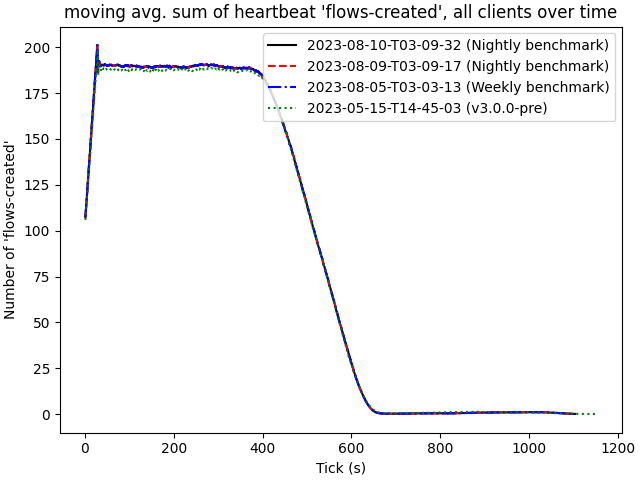 moving avg. sum of heartbeat 'flows-created', all clients over time
2023-08-10-T03-09-32 (Nightly benchmark)
2023-08-09-T03-09-17 (Nightly benchmark)
2023-08-05-T03-03-13 (Weekly benchmark)
2023-05-15-T14-45-03 (v3.0.0-pre)
Number of 'flows-created'
200
175
150
125
100
75
50
25
0
0 200 400 600 800 1000 1200
Tick (s)